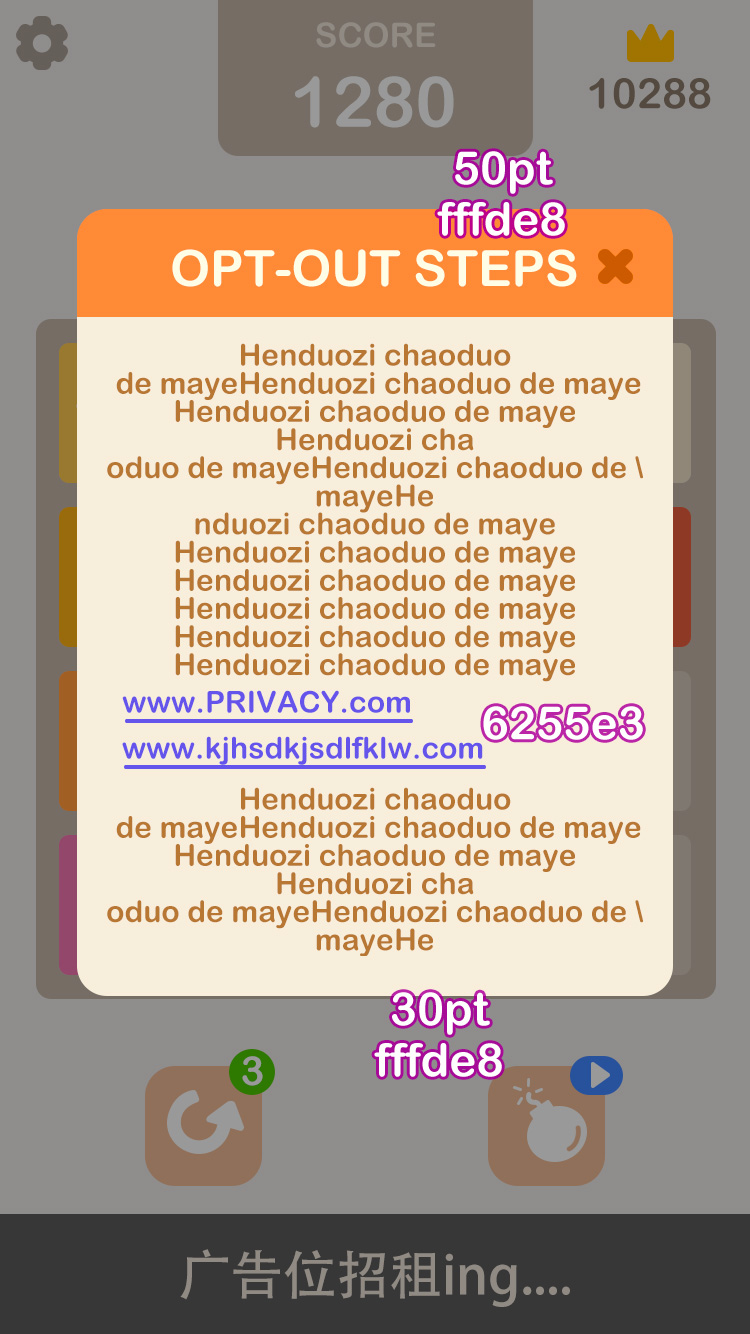 SCORE
1280
10288
50pt
fffde8
OPT-OUT STEPS
Henduozi chaoduo
de mayeHenduozi chaoduo de maye
Henduozi chaoduo de maye
Henduozi cha
oduo de mayeHenduozi chaoduo de \
mayeHe
nduozi chaoduo de maye
Henduozi chaoduo de maye
Henduozi chaoduo de maye
Henduozi chaoduo de maye
Henduozi chaoduo de maye
Henduozi chaoduo de maye
www.PRIVACY.com
6255e3
www.kjhsdkjsdlfklw.com
Henduozi chaoduo
de mayeHenduozi chaoduo de maye
Henduozi chaoduo de maye
Henduozi cha
oduo de mayeHenduozi chaoduo de \
mayeHe
30pt
fffde8
3
广告位招租ing....